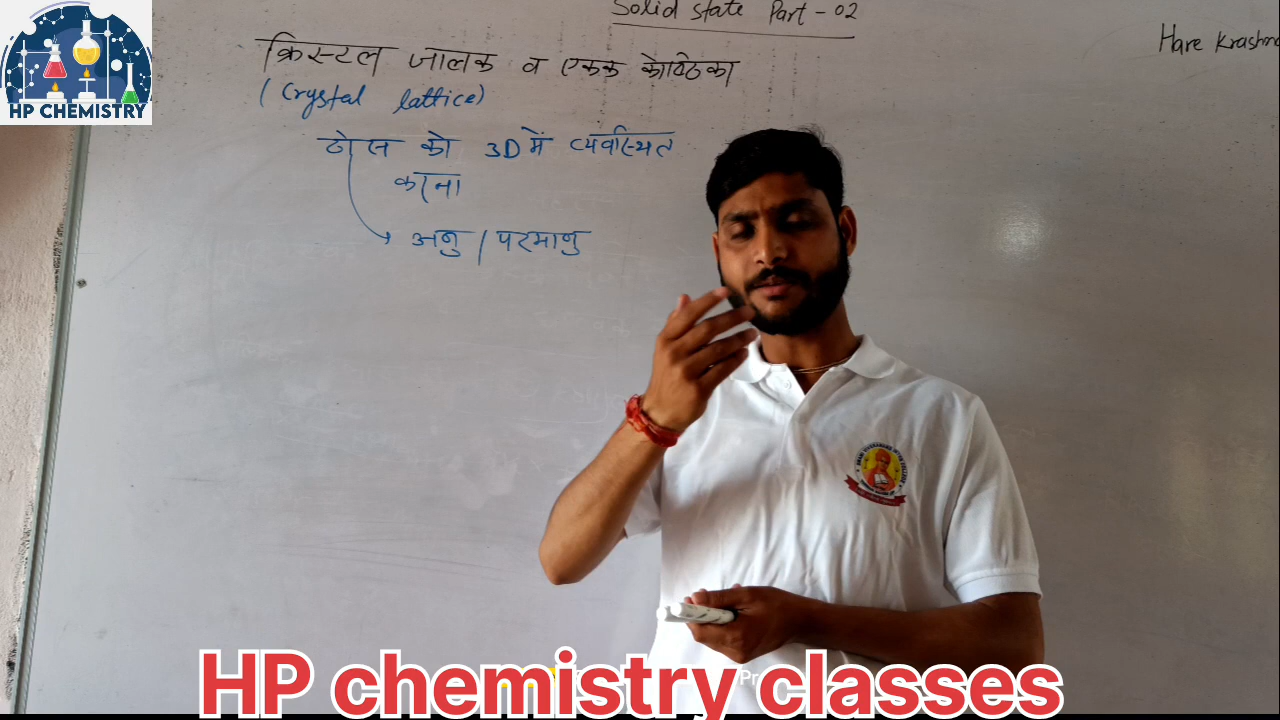 Solid state Part - 02
Hare Krashna
HP CHEMISTRY
क्रिस्टल जालक व एकक कोष्ठिका
(Crystal lattice)
ठोस को 3D में व्यवस्थित
करना
अनु / परमानु
HP chemistry classes